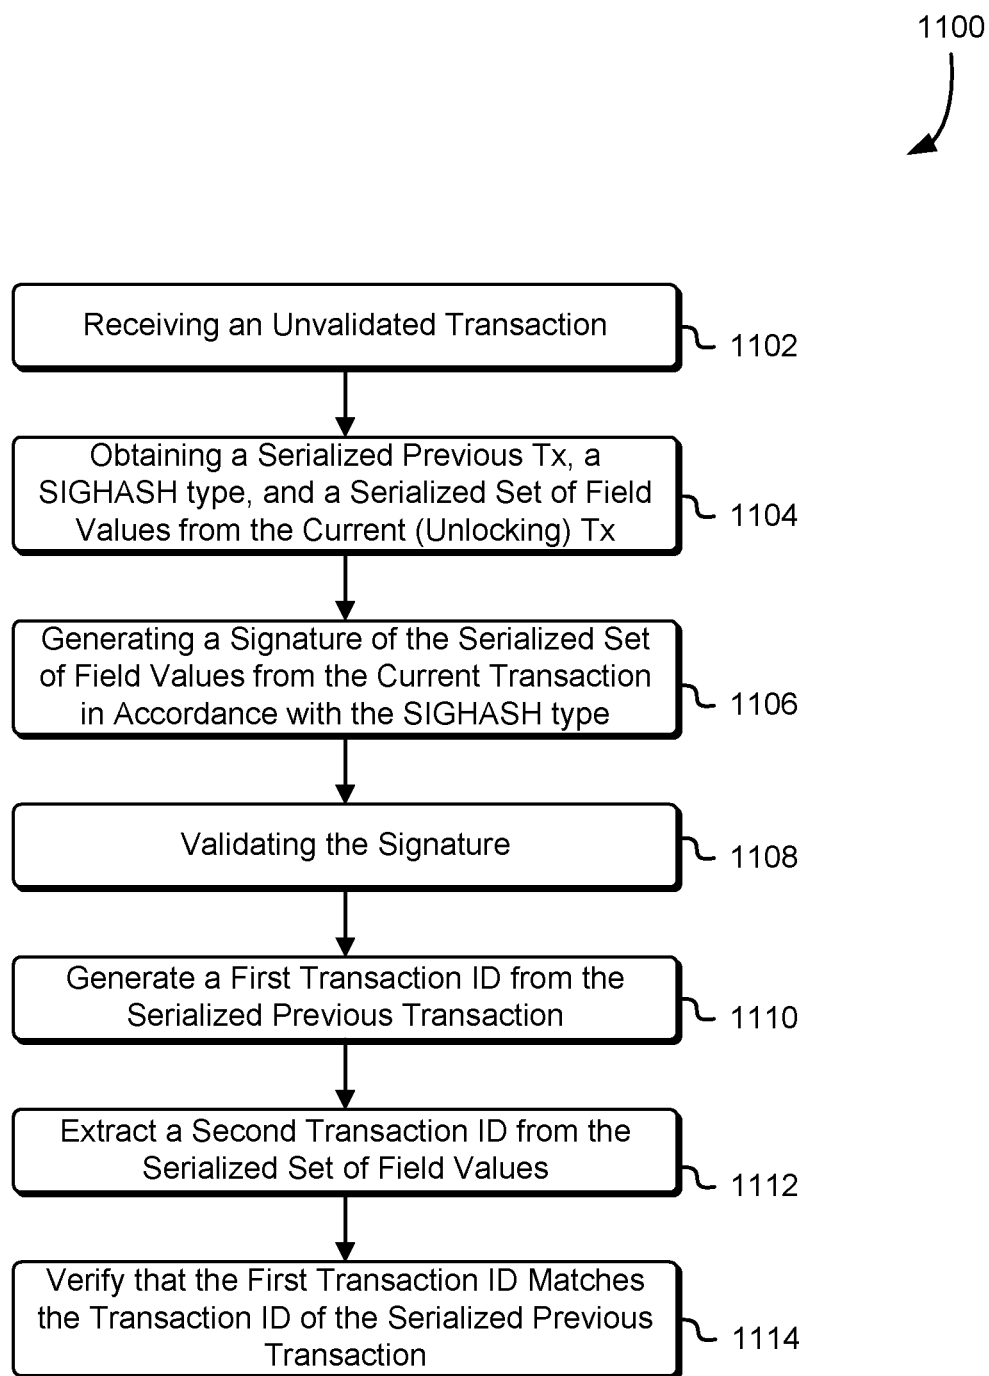 1100
Receiving an Unvalidated Transaction
1102
Obtaining a Serialized Previous Tx, a
SIGHASH type, and a Serialized Set of Field
Values from the Current (Unlocking) Tx
1104
Generating a Signature of the Serialized Set
of Field Values from the Current Transaction
in Accordance with the SIGHASH type
1106
Validating the Signature
1108
Generate a First Transaction ID from the
Serialized Previous Transaction
1110
Extract a Second Transaction ID from the
Serialized Set of Field Values
1112
Verify that the First Transaction ID Matches
the Transaction ID of the Serialized Previous
Transaction
1114